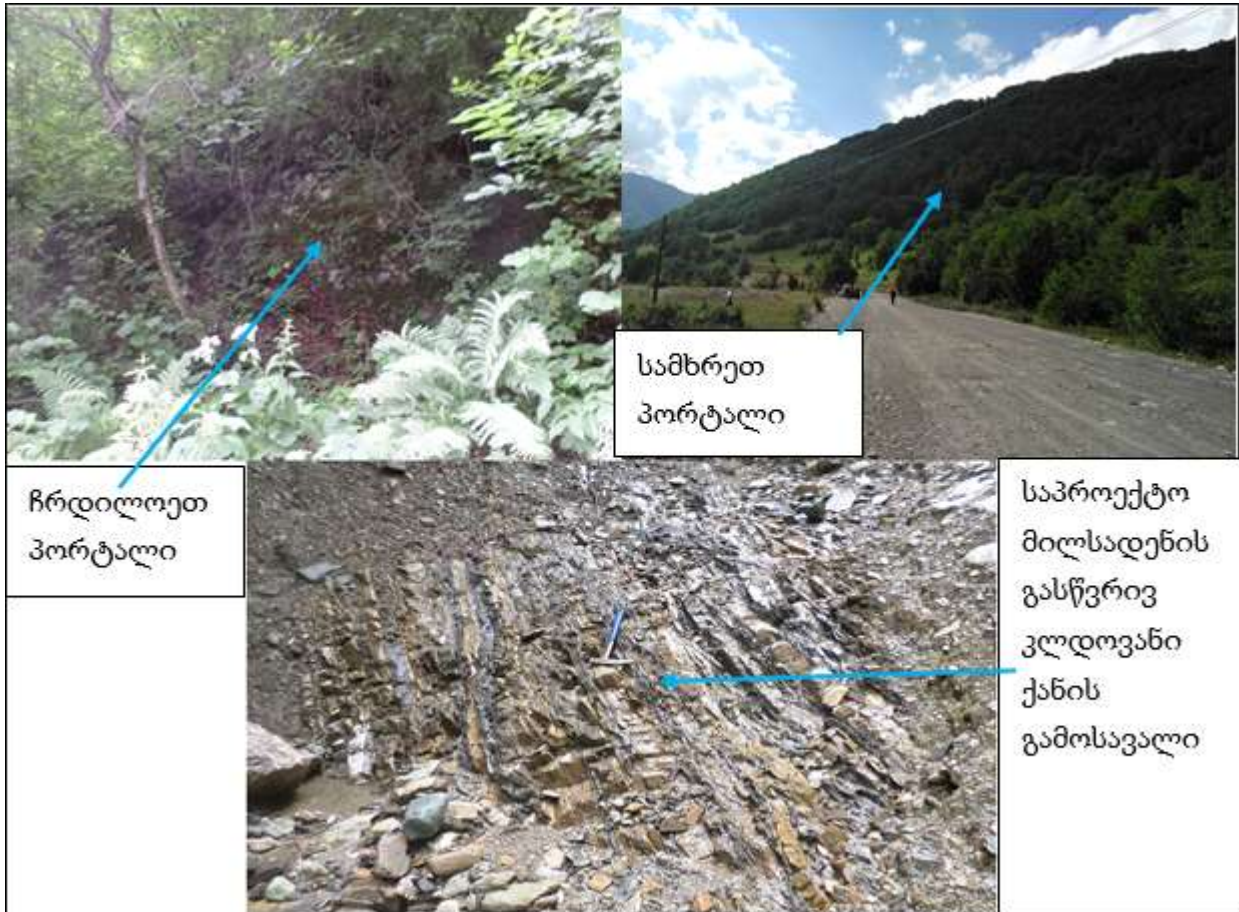 სამხრეთ
პორტალი
ჩრდილოეთ
პორტალი
საპროექტო
მილსადენის
გასწვრივ
კლდოვანი
ქანის
გამოსავალი